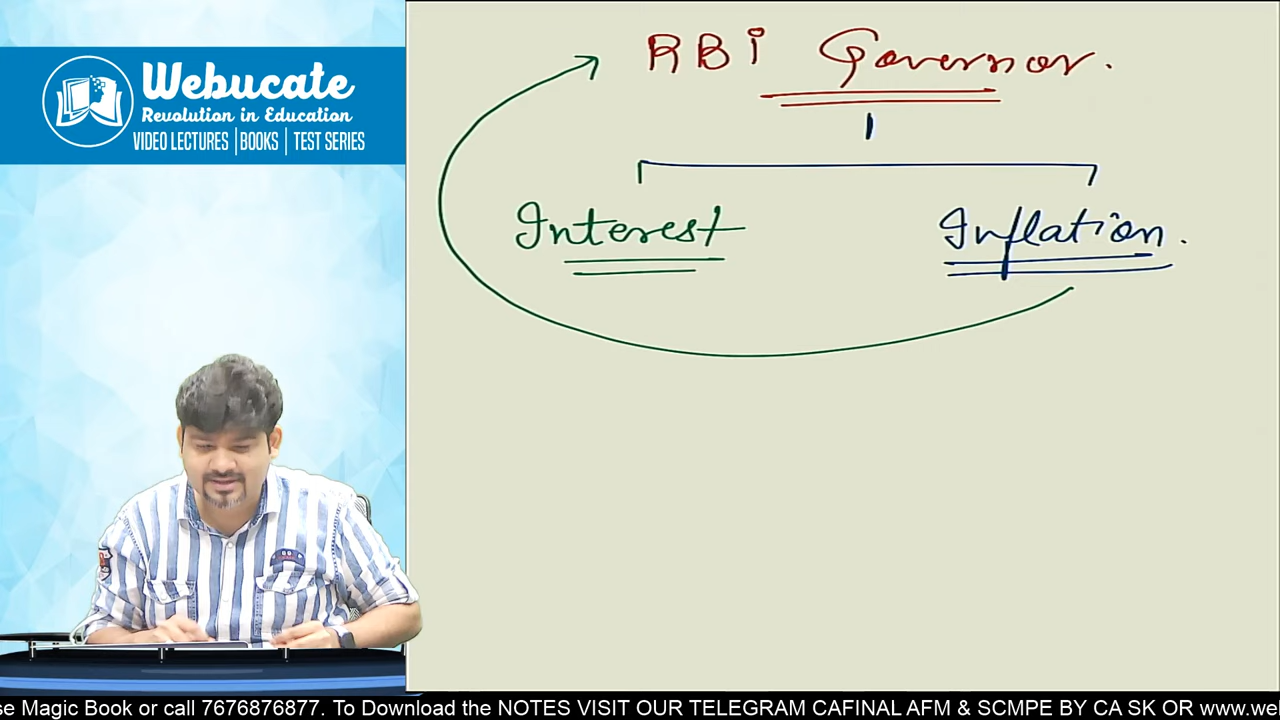 Webucate
Revolution in Education
VIDEO LECTURES | BOOKS | TEST SERIES
RBI Governor.
Interest
Inflation.
se Magic Book or call 7676876877. To Download the NOTES VISIT OUR TELEGRAM CAFINAL AFM & SCMPE BY CA SK OR www.we